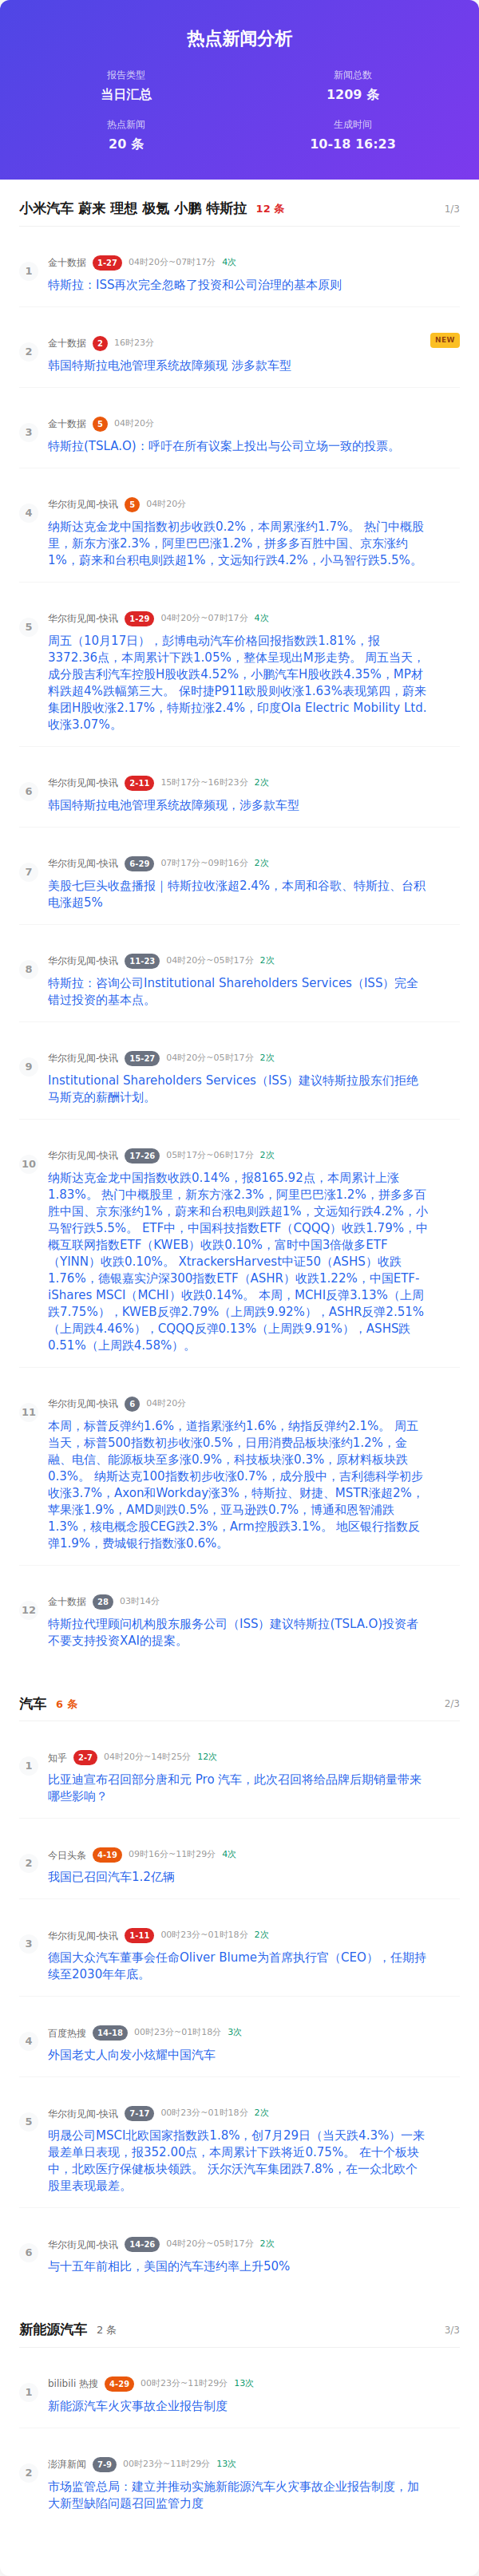 热点新闻分析
报告类型
当日汇总
新闻总数
1209 条
热点新闻
20 条
生成时间
10-18 16:23
小米汽车 蔚来 理想 极氪 小鹏 特斯拉 12 条 1/3
1
金十数据 1-27 04时20分~07时17分 4次
特斯拉：ISS再次完全忽略了投资和公司治理的基本原则
2
金十数据 2 16时23分 NEW
韩国特斯拉电池管理系统故障频现 涉多款车型
3
金十数据 5 04时20分
特斯拉(TSLA.O)：呼吁在所有议案上投出与公司立场一致的投票。
4
华尔街见闻-快讯 5 04时20分
纳斯达克金龙中国指数初步收跌0.2%，本周累涨约1.7%。 热门中概股
里，新东方涨2.3%，阿里巴巴涨1.2%，拼多多百胜中国、京东涨约
1%，蔚来和台积电则跌超1%，文远知行跌4.2%，小马智行跌5.5%。
5
华尔街见闻-快讯 1-29 04时20分~07时17分 4次
周五（10月17日），彭博电动汽车价格回报指数跌1.81%，报
3372.36点，本周累计下跌1.05%，整体呈现出M形走势。 周五当天，
成分股吉利汽车控股H股收跌4.52%，小鹏汽车H股收跌4.35%，MP材
料跌超4%跌幅第三大。 保时捷P911欧股则收涨1.63%表现第四，蔚来
集团H股收涨2.17%，特斯拉涨2.4%，印度Ola Electric Mobility Ltd.
收涨3.07%。
6
华尔街见闻-快讯 2-11 15时17分~16时23分 2次
韩国特斯拉电池管理系统故障频现，涉多款车型
7
华尔街见闻-快讯 6-29 07时17分~09时16分 2次
美股七巨头收盘播报｜特斯拉收涨超2.4%，本周和谷歌、特斯拉、台积
电涨超5%
8
华尔街见闻-快讯 11-23 04时20分~05时17分 2次
特斯拉：咨询公司Institutional Shareholders Services（ISS）完全
错过投资的基本点。
9
华尔街见闻-快讯 15-27 04时20分~05时17分 2次
Institutional Shareholders Services（ISS）建议特斯拉股东们拒绝
马斯克的薪酬计划。
10
华尔街见闻-快讯 17-26 05时17分~06时17分 2次
纳斯达克金龙中国指数收跌0.14%，报8165.92点，本周累计上涨
1.83%。 热门中概股里，新东方涨2.3%，阿里巴巴涨1.2%，拼多多百
胜中国、京东涨约1%，蔚来和台积电则跌超1%，文远知行跌4.2%，小
马智行跌5.5%。 ETF中，中国科技指数ETF（CQQQ）收跌1.79%，中
概互联网指数ETF（KWEB）收跌0.10%，富时中国3倍做多ETF
（YINN）收跌0.10%。 XtrackersHarvest中证50（ASHS）收跌
1.76%，德银嘉实沪深300指数ETF（ASHR）收跌1.22%，中国ETF-
iShares MSCI（MCHI）收跌0.14%。 本周，MCHI反弹3.13%（上周
跌7.75%），KWEB反弹2.79%（上周跌9.92%），ASHR反弹2.51%
（上周跌4.46%），CQQQ反弹0.13%（上周跌9.91%），ASHS跌
0.51%（上周跌4.58%）。
11
华尔街见闻-快讯 6 04时20分
本周，标普反弹约1.6%，道指累涨约1.6%，纳指反弹约2.1%。 周五
当天，标普500指数初步收涨0.5%，日用消费品板块涨约1.2%，金
融、电信、能源板块至多涨0.9%，科技板块涨0.3%，原材料板块跌
0.3%。 纳斯达克100指数初步收涨0.7%，成分股中，吉利德科学初步
收涨3.7%，Axon和Workday涨3%，特斯拉、财捷、MSTR涨超2%，
苹果涨1.9%，AMD则跌0.5%，亚马逊跌0.7%，博通和恩智浦跌
1.3%，核电概念股CEG跌2.3%，Arm控股跌3.1%。 地区银行指数反
弹1.9%，费城银行指数涨0.6%。
12
金十数据 28 03时14分
特斯拉代理顾问机构股东服务公司（ISS）建议特斯拉(TSLA.O)投资者
不要支持投资XAI的提案。
汽车 6 条 2/3
1
知乎 2-7 04时20分~14时25分 12次
比亚迪宣布召回部分唐和元 Pro 汽车，此次召回将给品牌后期销量带来
哪些影响？
2
今日头条 4-19 09时16分~11时29分 4次
我国已召回汽车1.2亿辆
3
华尔街见闻-快讯 1-11 00时23分~01时18分 2次
德国大众汽车董事会任命Oliver Blume为首席执行官（CEO），任期持
续至2030年年底。
4
百度热搜 14-18 00时23分~01时18分 3次
外国老丈人向发小炫耀中国汽车
5
华尔街见闻-快讯 7-17 00时23分~01时18分 2次
明晟公司MSCI北欧国家指数跌1.8%，创7月29日（当天跌4.3%）一来
最差单日表现，报352.00点，本周累计下跌将近0.75%。 在十个板块
中，北欧医疗保健板块领跌。 沃尔沃汽车集团跌7.8%，在一众北欧个
股里表现最差。
6
华尔街见闻-快讯 14-26 04时20分~05时17分 2次
与十五年前相比，美国的汽车违约率上升50%
新能源汽车 2 条 3/3
1
bilibili 热搜 4-29 00时23分~11时29分 13次
新能源汽车火灾事故企业报告制度
2
澎湃新闻 7-9 00时23分~11时29分 13次
市场监管总局：建立并推动实施新能源汽车火灾事故企业报告制度，加
大新型缺陷问题召回监管力度